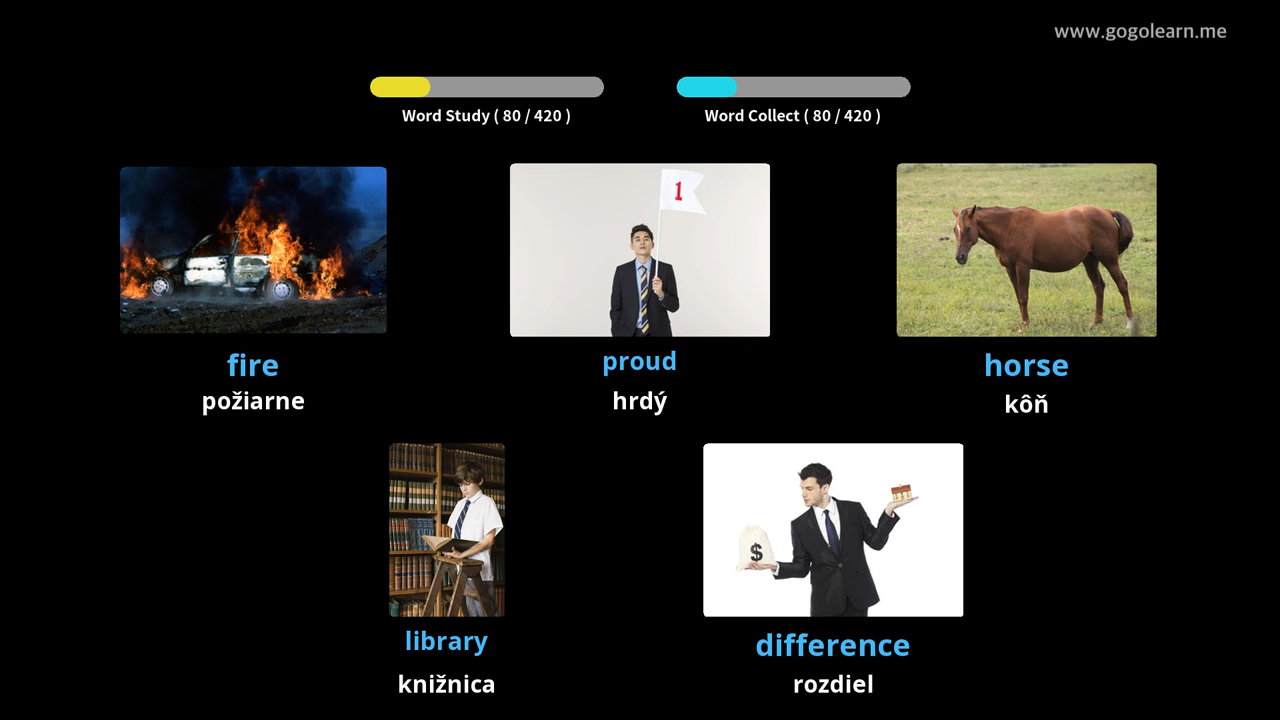 www.gogolearn.me
Word Study ( 80 / 420 )
Word Collect ( 80 / 420 )
1
fire
proud
horse
požiarne
hrdý
kôň
$
library
difference
knižnica
rozdiel